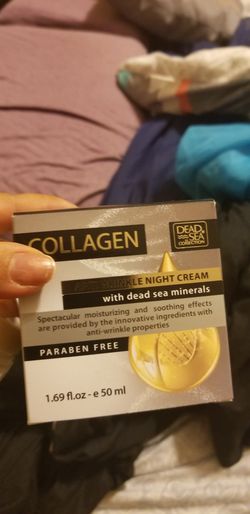 COLLAGEN
DEAD
SEA
COLLECTION
WRINKLE NIGHT CREAM
with dead sea minerals
Spectacular moisturizing and soothing effects
are provided by the innovative ingredients with
anti-wrinkle properties
PARABEN FREE
1.69 fl.oz - e 50 ml